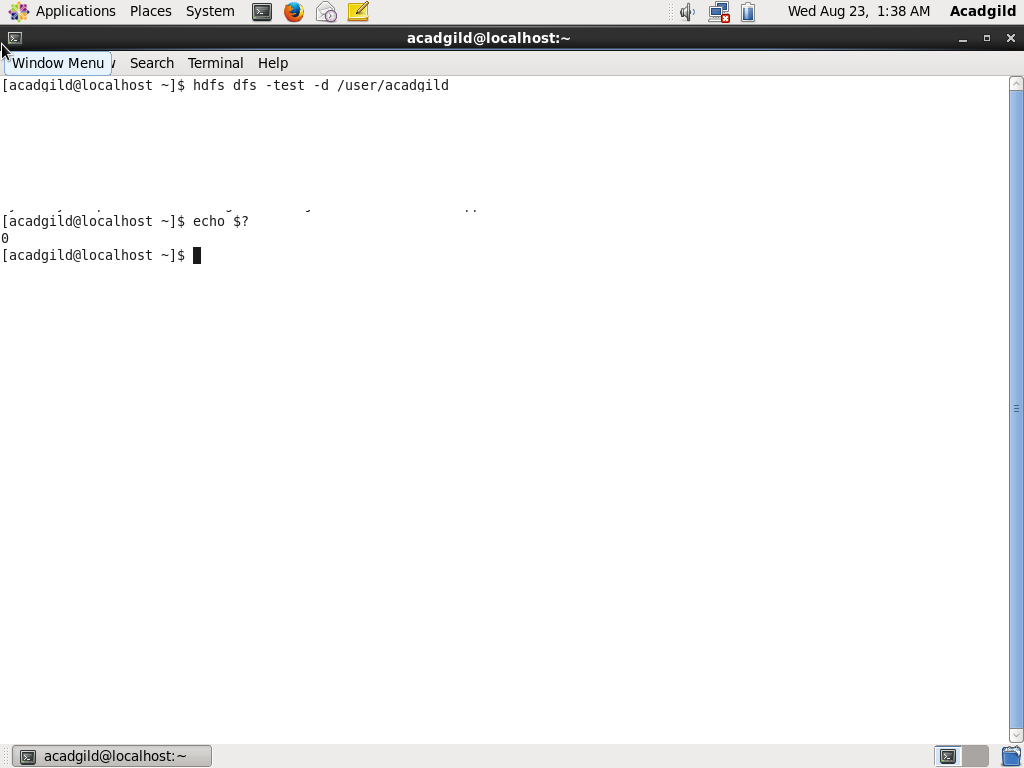 Applications Places System Wed Aug 23, 1:38 AM Acadgild
acadgild@localhost:~
Window Menu Search Terminal Help
[acadgild@localhost ~]$ hdfs dfs -test -d /user/acadgild
[acadgild@localhost ~]$ echo $?
0
[acadgild@localhost ~]$
acadgild@localhost:~